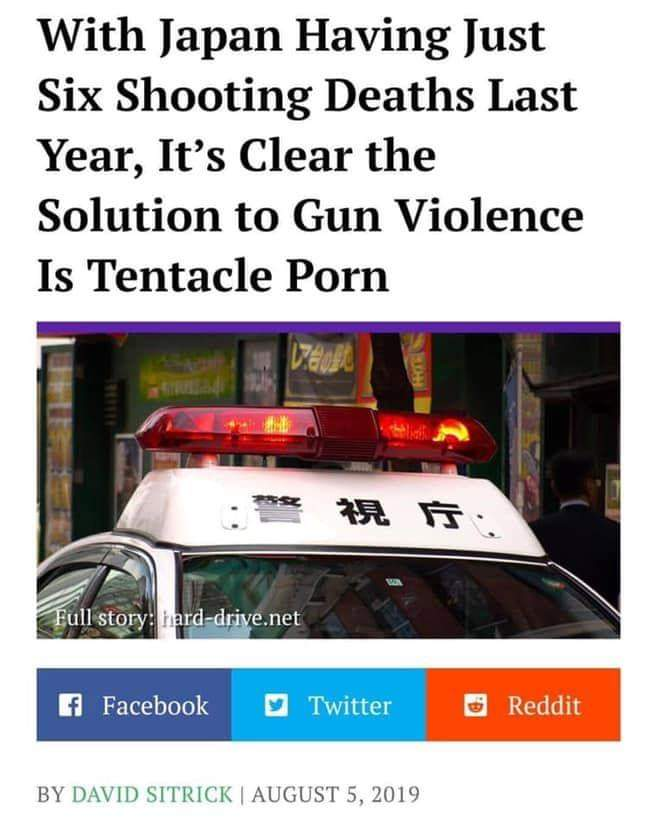 With Japan Having Just
Six Shooting Deaths Last
Year, It’s Clear the
Solution to Gun Violence
Is Tentacle Porn
警視庁
Full story: hard-drive.net
Facebook
Twitter
Reddit
BY DAVID SITRICK | AUGUST 5, 2019